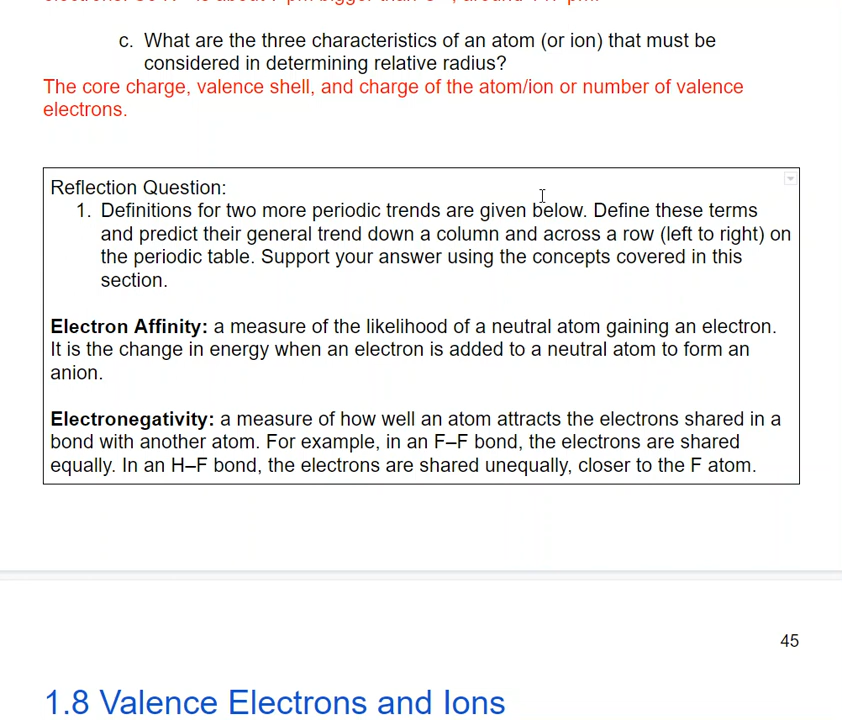 c. What are the three characteristics of an atom (or ion) that must be
considered in determining relative radius?
The core charge, valence shell, and charge of the atom/ion or number of valence
electrons.
Reflection Question:
1. Definitions for two more periodic trends are given below. Define these terms
and predict their general trend down a column and across a row (left to right) on
the periodic table. Support your answer using the concepts covered in this
section.
Electron Affinity: a measure of the likelihood of a neutral atom gaining an electron.
It is the change in energy when an electron is added to a neutral atom to form an
anion.
Electronegativity: a measure of how well an atom attracts the electrons shared in a
bond with another atom. For example, in an F–F bond, the electrons are shared
equally. In an H–F bond, the electrons are shared unequally, closer to the F atom.
45
1.8 Valence Electrons and Ions